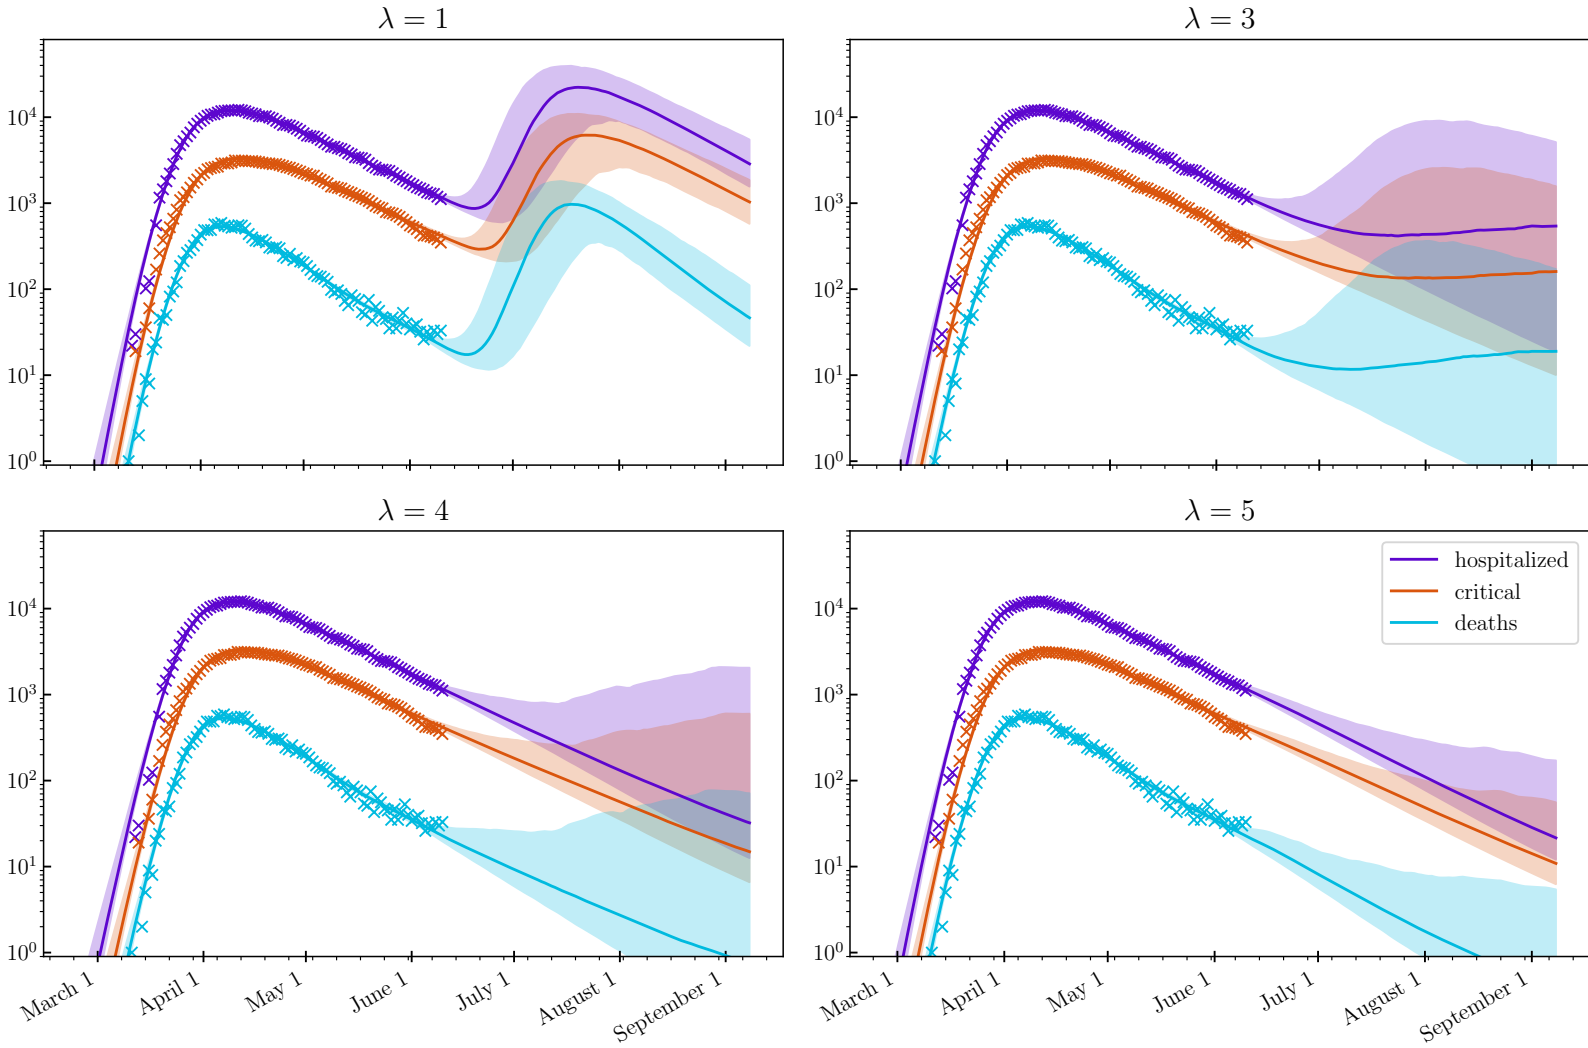 λ = 1
λ = 3
10⁴
10³
10²
10¹
10⁰
10⁴
10³
10²
10¹
10⁰
λ = 4
λ = 5
10⁴
10³
10²
10¹
10⁰
10⁴
10³
10²
10¹
10⁰
hospitalized
critical
deaths
March 1
April 1
May 1
June 1
July 1
August 1
September 1
March 1
April 1
May 1
June 1
July 1
August 1
September 1